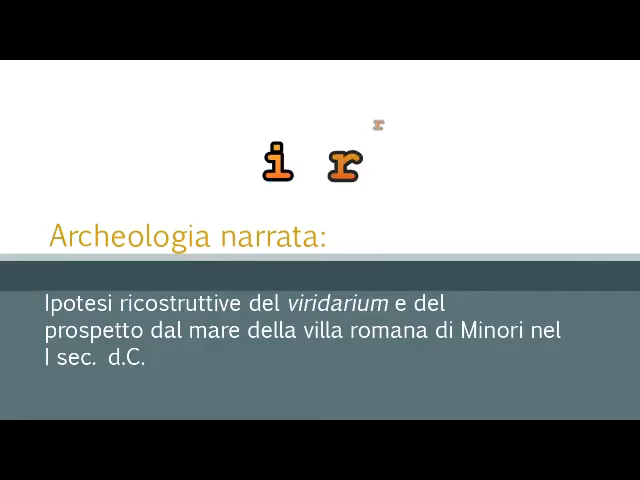 i r r
Archeologia narrata:
Ipotesi ricostruttive del viridarium e del
prospetto dal mare della villa romana di Minori nel
I sec. d.C.